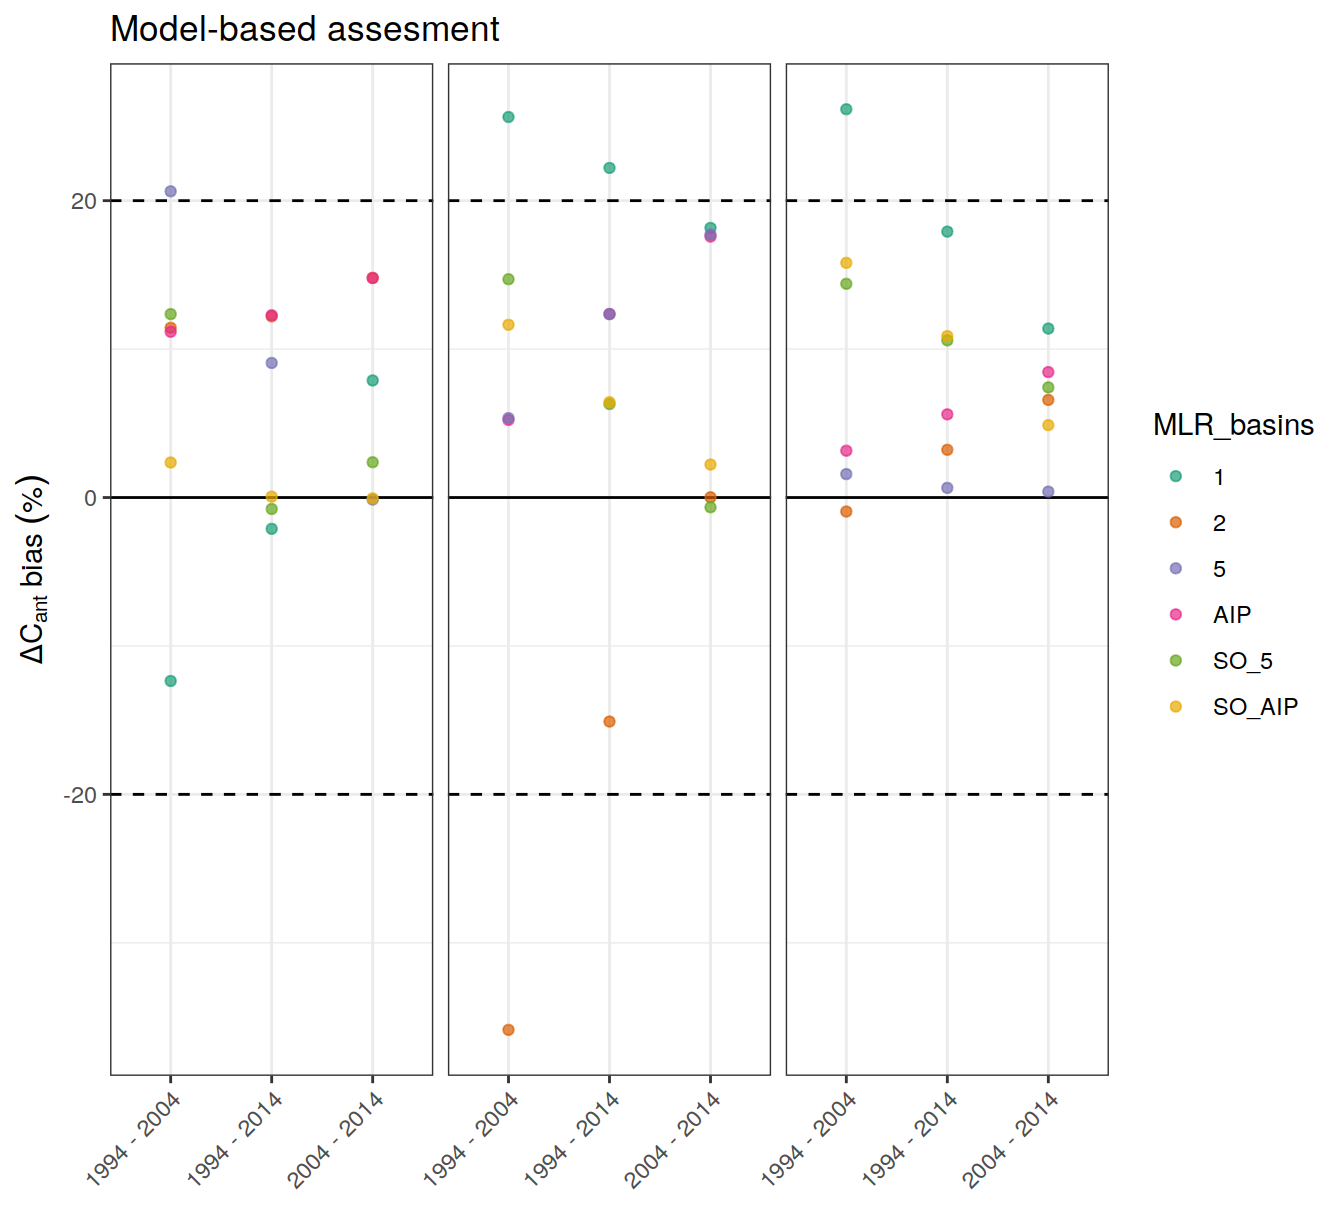 Model-based assesment
ΔCant bias (%)
20
0
-20
1994 - 2004
1994 - 2014
2004 - 2014
1994 - 2004
1994 - 2014
2004 - 2014
1994 - 2004
1994 - 2014
2004 - 2014
MLR_basins
1
2
5
AIP
SO_5
SO_AIP